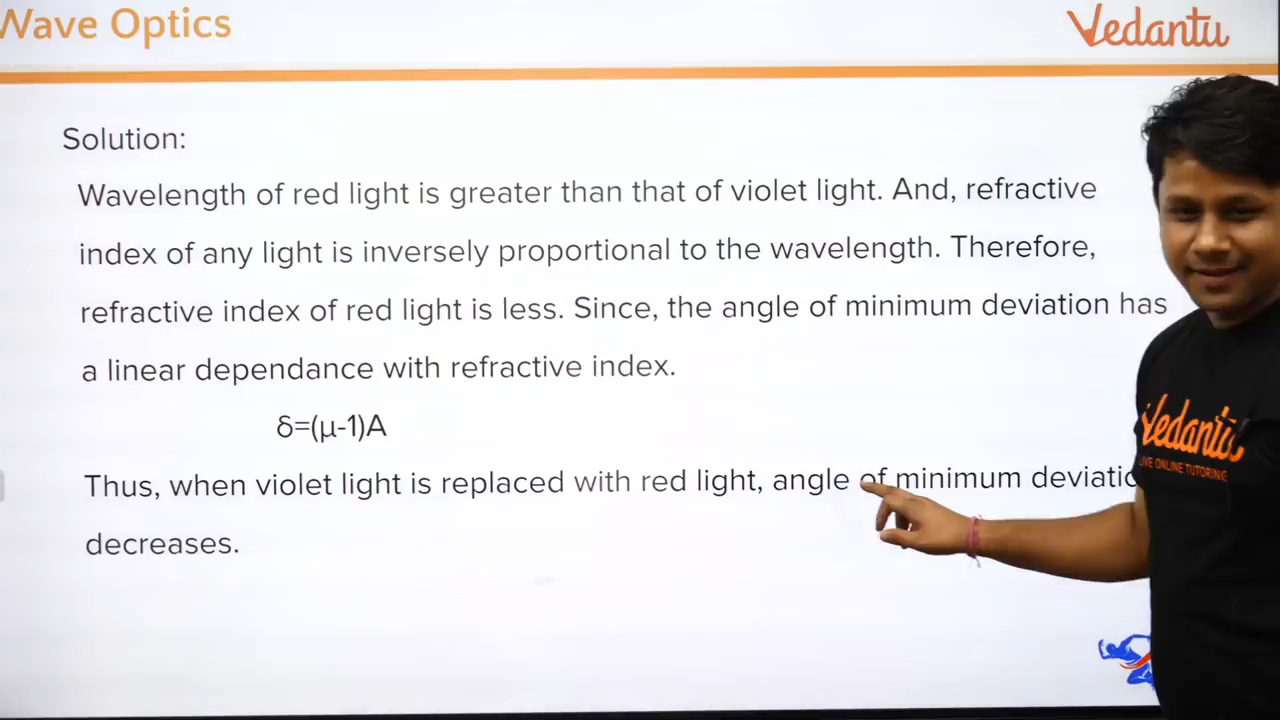 Wave Optics
Vedantu
Solution:
Wavelength of red light is greater than that of violet light. And, refractive
index of any light is inversely proportional to the wavelength. Therefore,
refractive index of red light is less. Since, the angle of minimum deviation has
a linear dependance with refractive index.
δ=(μ-1)A
Thus, when violet light is replaced with red light, angle of minimum deviatio
decreases.
Vedantu
LIVE ONLINE TUTORING